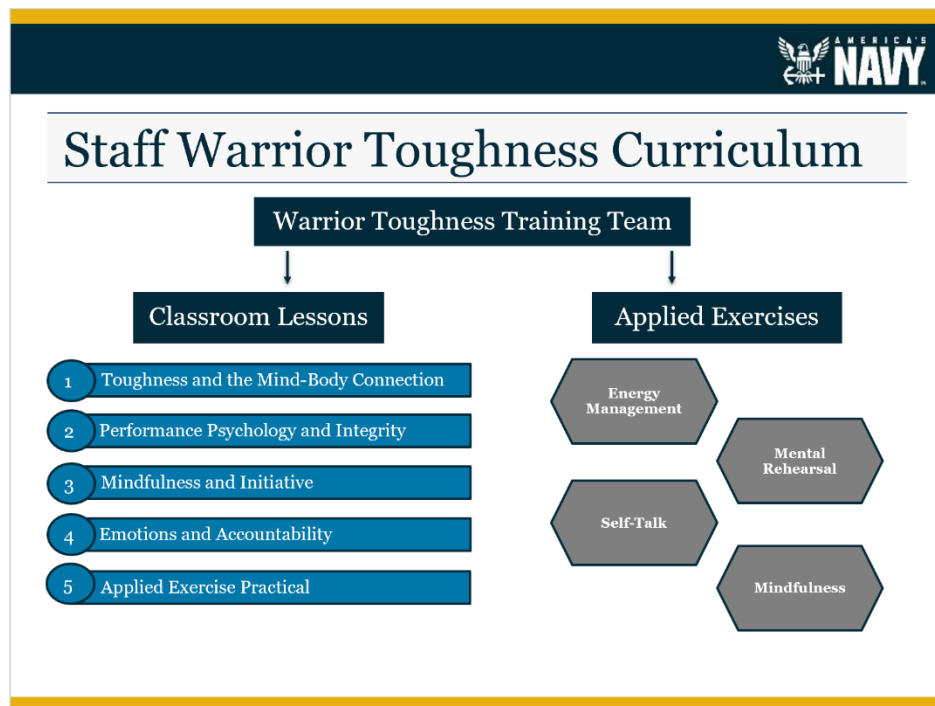 AMERICA'S
NAVY
Staff Warrior Toughness Curriculum
Warrior Toughness Training Team
Classroom Lessons
1 Toughness and the Mind-Body Connection
2 Performance Psychology and Integrity
3 Mindfulness and Initiative
4 Emotions and Accountability
5 Applied Exercise Practical
Applied Exercises
Energy
Management
Mental
Rehearsal
Self-Talk
Mindfulness